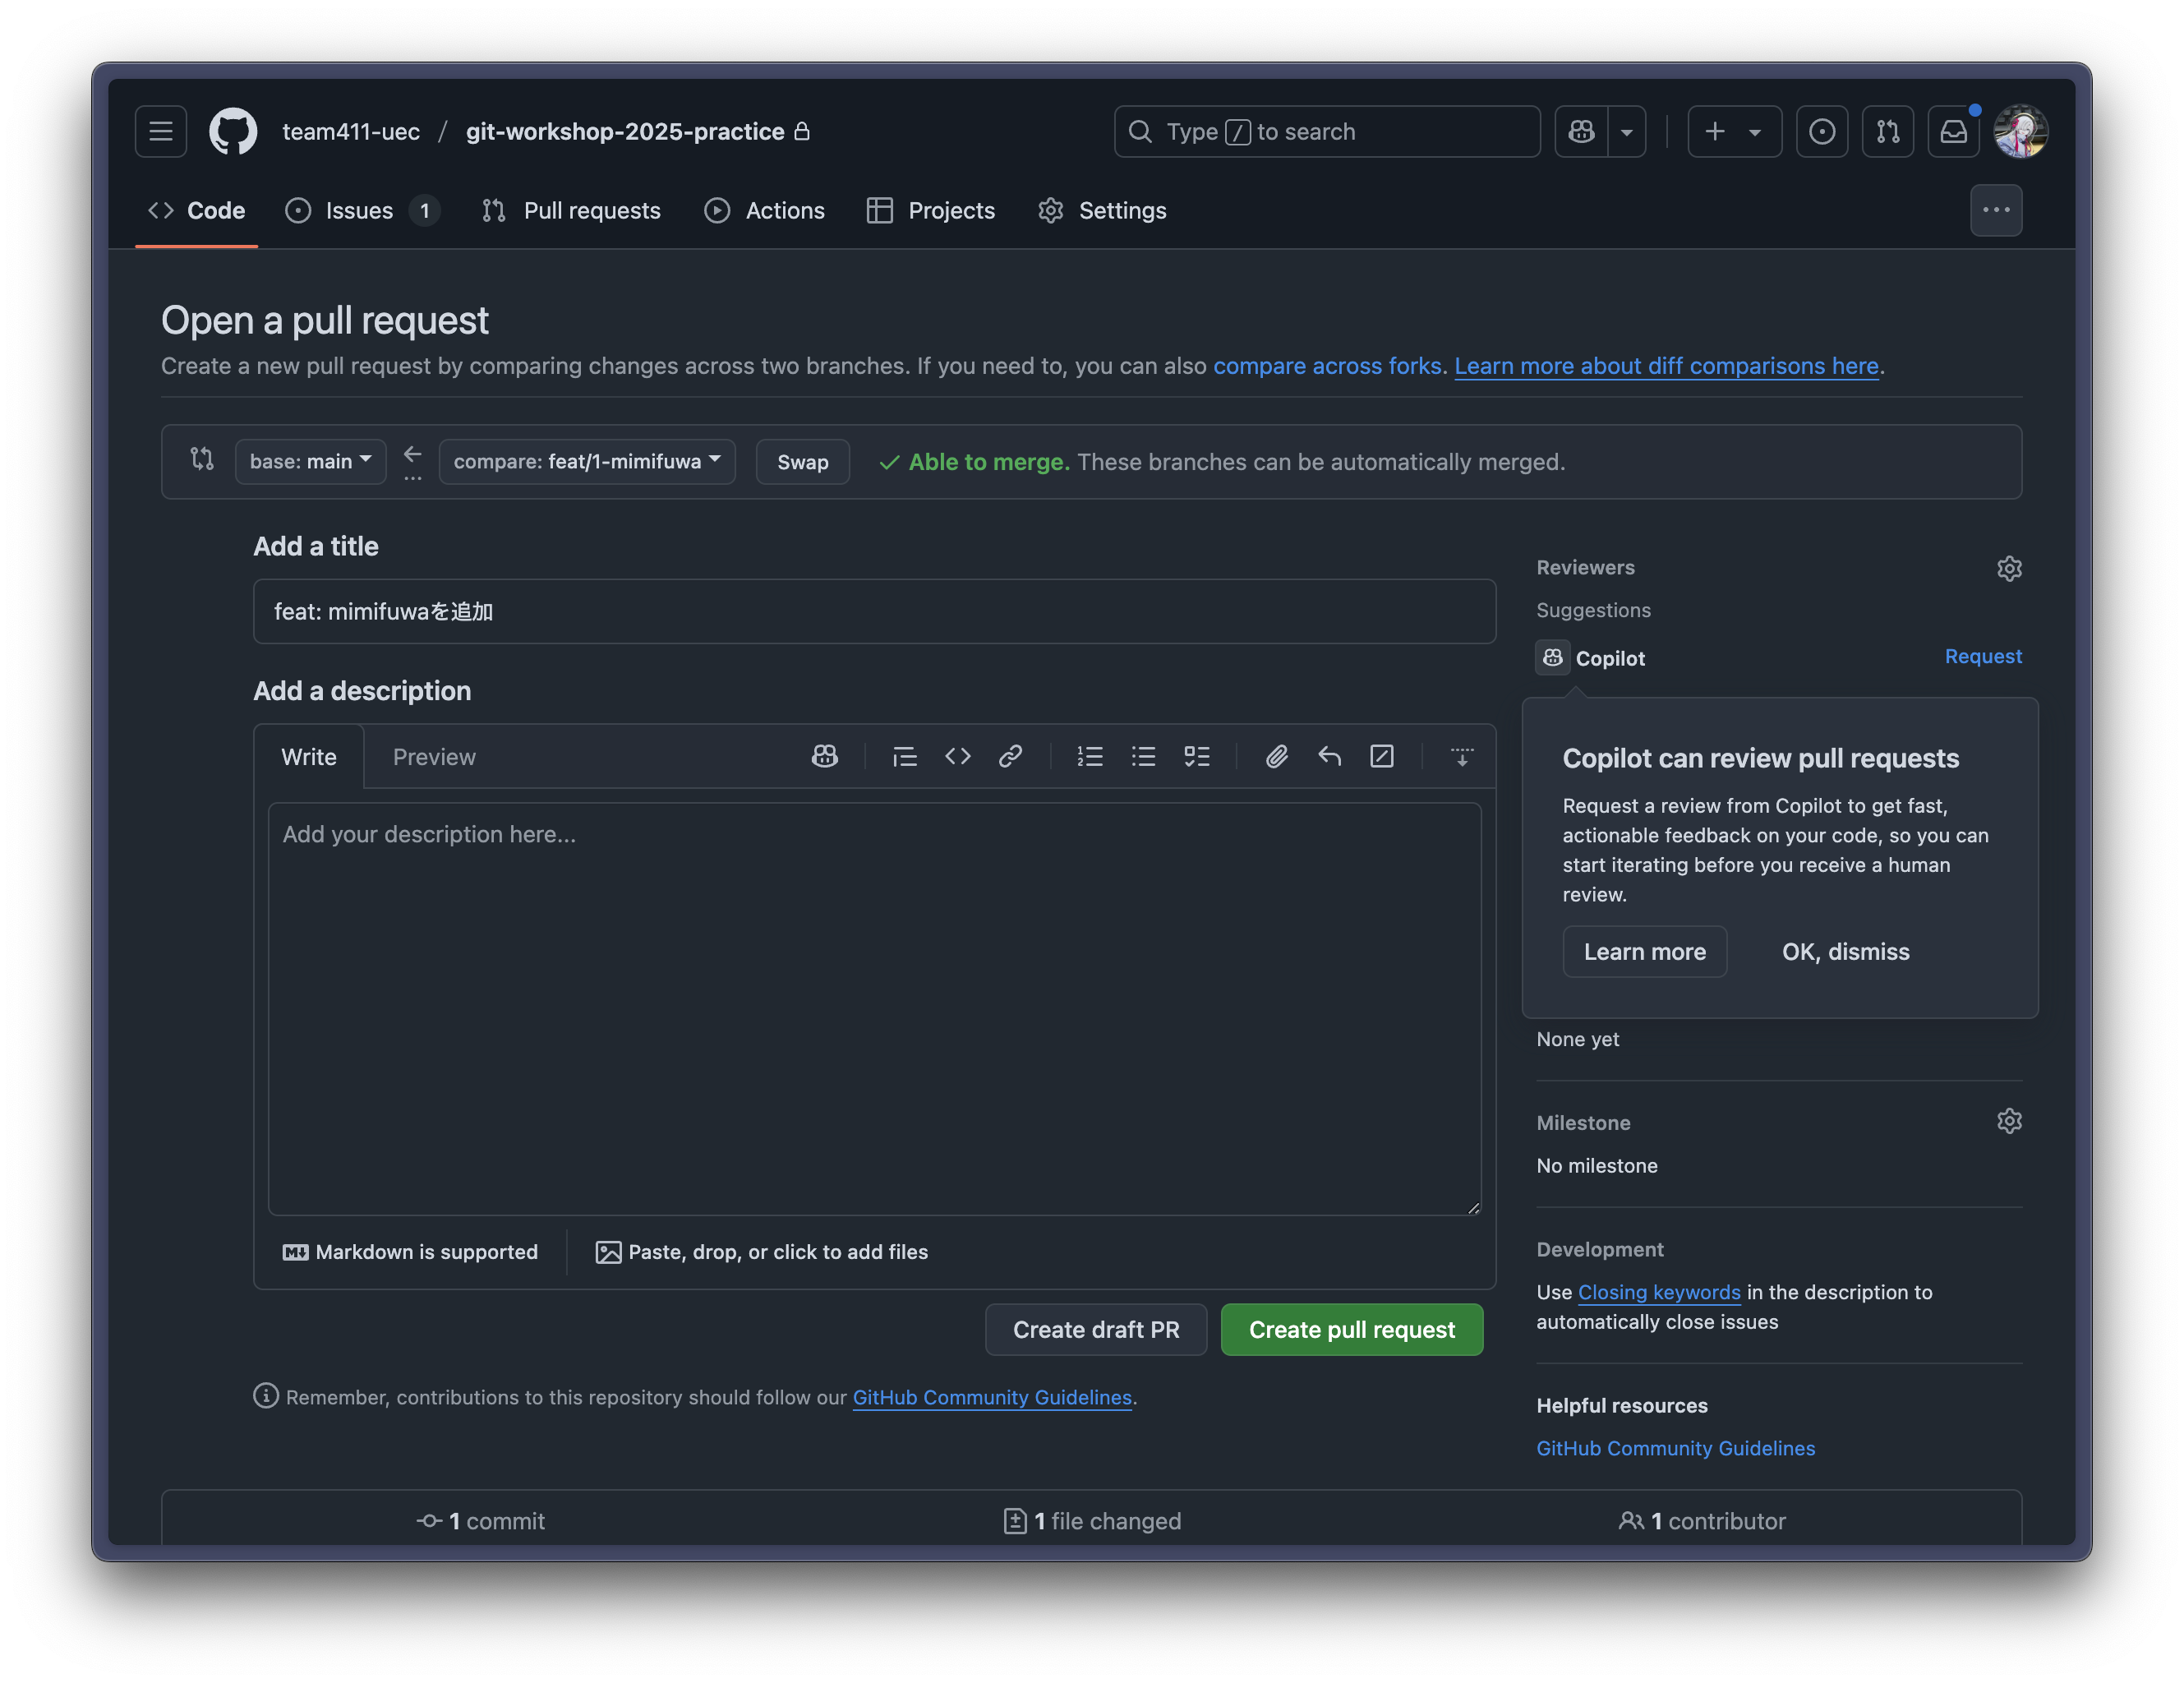 team411-uec / git-workshop-2025-practice
Type / to search
Code
Issues 1
Pull requests
Actions
Projects
Settings
Open a pull request
Create a new pull request by comparing changes across two branches. If you need to, you can also compare across forks. Learn more about diff comparisons here.
base: main
compare: feat/1-mimifuwa
Swap
Able to merge. These branches can be automatically merged.
Add a title
feat: mimifuwaを追加
Add a description
Write
Preview
Add your description here...
Markdown is supported
Paste, drop, or click to add files
Create draft PR
Create pull request
Remember, contributions to this repository should follow our GitHub Community Guidelines.
Reviewers
Suggestions
Copilot
Request
Copilot can review pull requests
Request a review from Copilot to get fast,
actionable feedback on your code, so you can
start iterating before you receive a human
review.
Learn more
OK, dismiss
None yet
Milestone
No milestone
Development
Use Closing keywords in the description to
automatically close issues
Helpful resources
GitHub Community Guidelines
1 commit
1 file changed
1 contributor